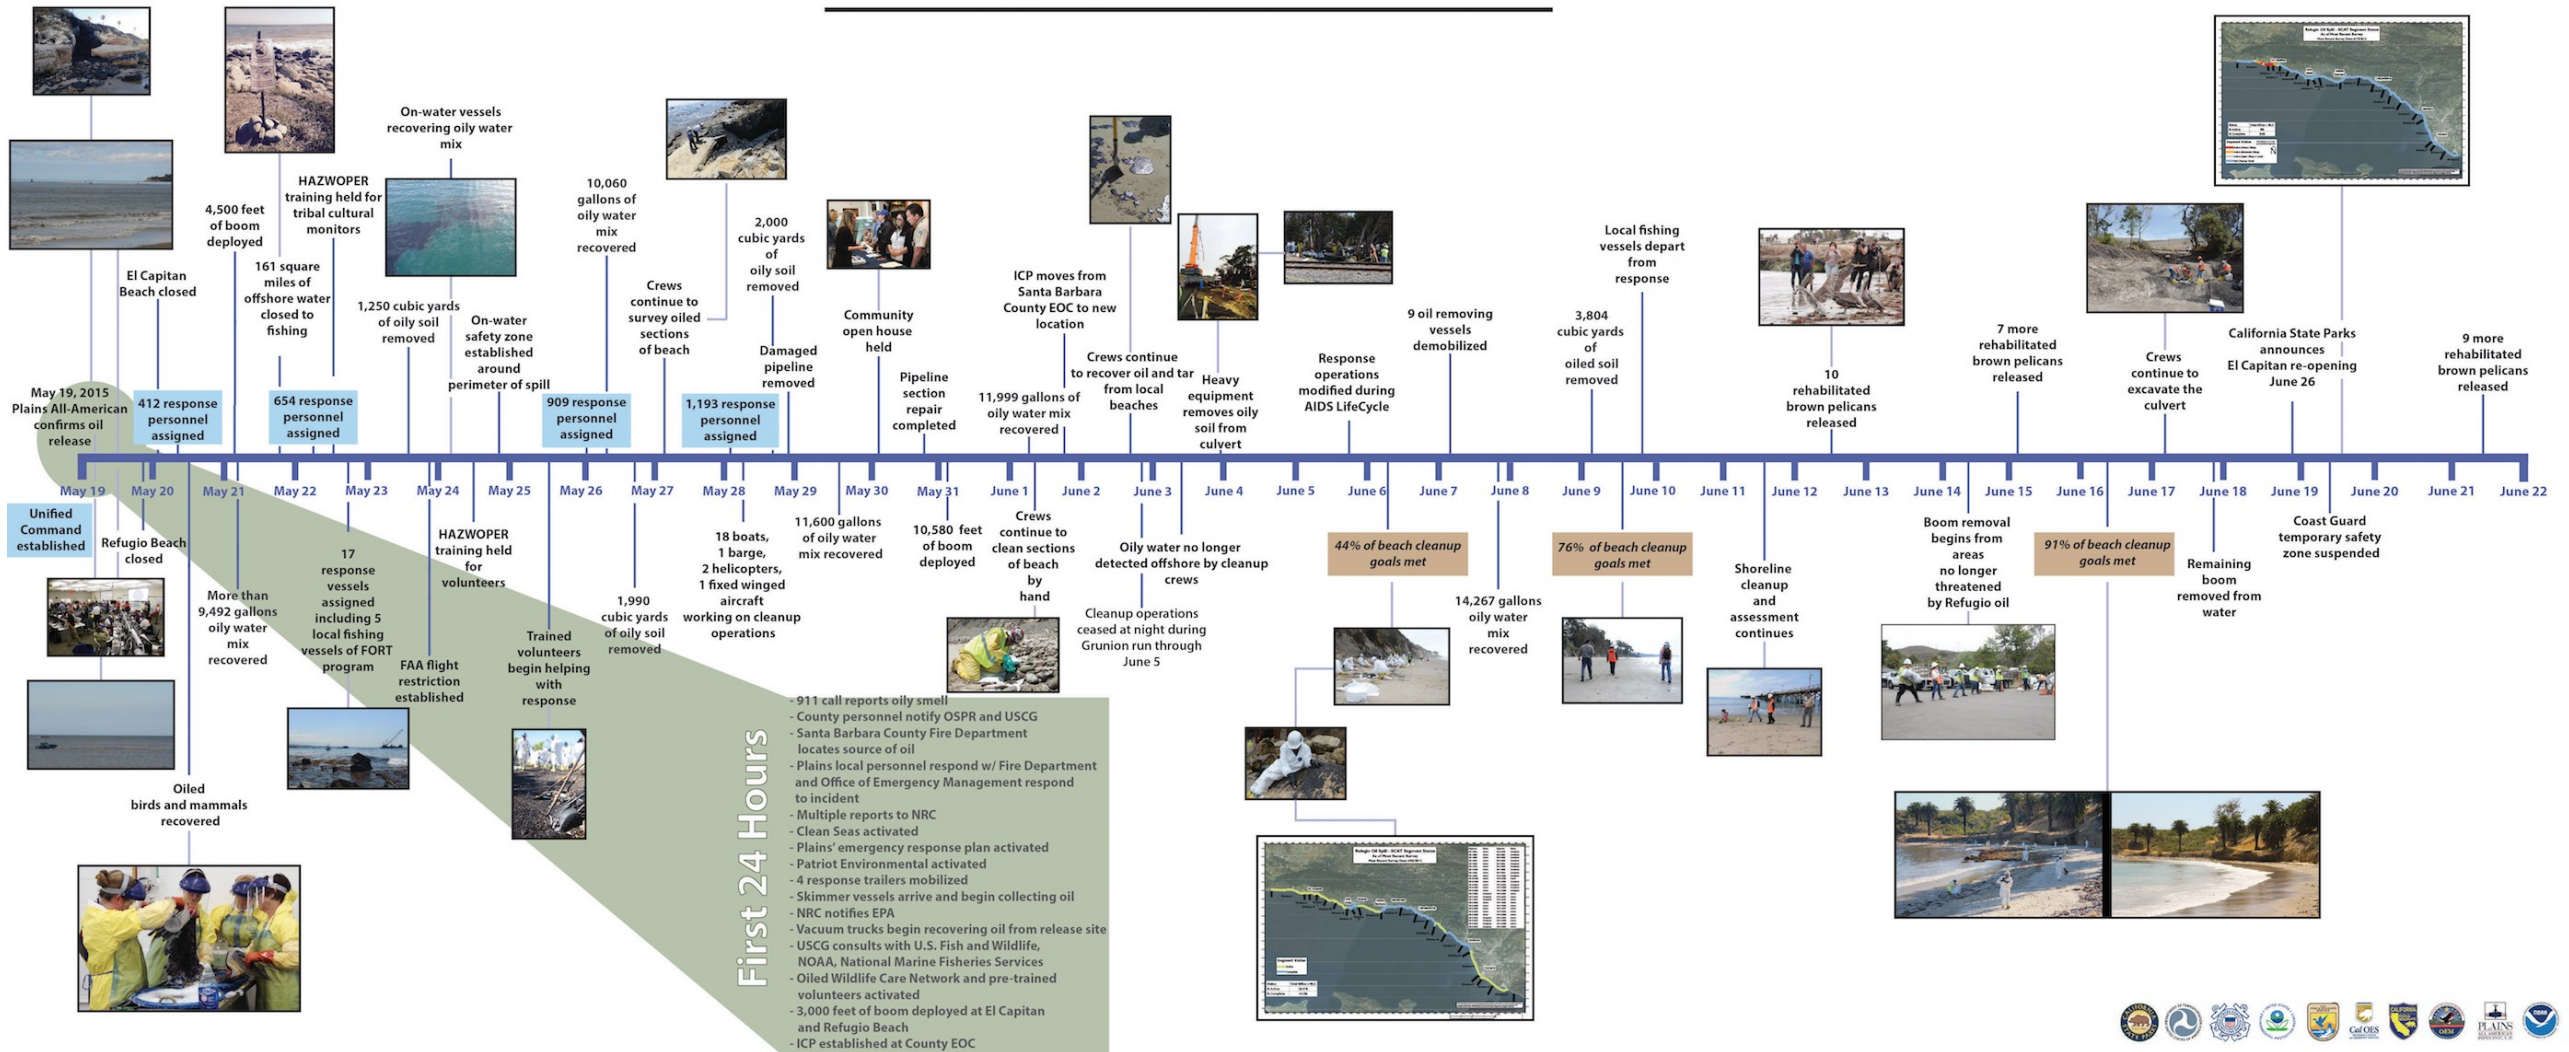 May 19, 2015
Plains All-American
confirms oil
release
El Capitan
Beach closed
412 response
personnel
assigned
4,500 feet
of boom
deployed
161 square
miles of
offshore water
closed to
fishing
HAZWOPER
training held for
tribal cultural
monitors
654 response
personnel
assigned
1,250 cubic yards
of oily soil
removed
On-water vessels
recovering oily water
mix
On-water
safety zone
established
around
perimeter of spill
909 response
personnel
assigned
10,060
gallons of
oily water
mix
recovered
Crews
continue to
survey oiled
sections
of beach
1,193 response
personnel
assigned
2,000
cubic yards
of
oily soil
removed
Damaged
pipeline
removed
Community
open house
held
Pipeline
section
repair
completed
11,999 gallons of
oily water mix
recovered
ICP moves from
Santa Barbara
County EOC to new
location
Crews continue
to recover oil and tar
from local
beaches
Heavy
equipment
removes oily
soil from
culvert
Response
operations
modified during
AIDS LifeCycle
9 oil removing
vessels
demobilized
3,804
cubic yards
of
oiled soil
removed
Local fishing
vessels depart
from
response
10
rehabilitated
brown pelicans
released
7 more
rehabilitated
brown pelicans
released
Crews
continue to
excavate the
culvert
Refugio Oil Spill - SCAT Segment Status
California State Parks
announces
El Capitan re-opening
June 26
9 more
rehabilitated
brown pelicans
released
May 19 May 20 May 21 May 22 May 23 May 24 May 25 May 26 May 27 May 28 May 29 May 30 May 31 June 1 June 2 June 3 June 4 June 5 June 6 June 7 June 8 June 9 June 10 June 11 June 12 June 13 June 14 June 15 June 16 June 17 June 18 June 19 June 20 June 21 June 22
Unified
Command
established
Refugio Beach
closed
Oiled
birds and mammals
recovered
More than
9,492 gallons
oily water
mix
recovered
17
response
vessels
assigned
including 5
local fishing
vessels of FORT
program
FAA flight
restriction
established
HAZWOPER
training held
for
volunteers
Trained
volunteers
begin helping
with
response
1,990
cubic yards
of oily soil
removed
18 boats,
1 barge,
2 helicopters,
1 fixed winged
aircraft
working on cleanup
operations
11,600 gallons
of oily water
mix recovered
10,580 feet
of boom
deployed
Crews
continue to
clean sections
of beach
by
hand
Oily water no longer
detected offshore by cleanup
crews
Cleanup operations
ceased at night during
Grunion run through
June 5
44% of beach cleanup
goals met
14,267 gallons
oily water
mix
recovered
76% of beach cleanup
goals met
Shoreline
cleanup
and
assessment
continues
Boom removal
begins from
areas
no longer
threatened
by Refugio oil
91% of beach cleanup
goals met
Remaining
boom
removed from
water
Coast Guard
temporary safety
zone suspended
First 24 Hours
- 911 call reports oily smell
- County personnel notify OSPR and USCG
- Santa Barbara County Fire Department
locates source of oil
- Plains local personnel respond w/ Fire Department
and Office of Emergency Management respond
to incident
- Multiple reports to NRC
- Clean Seas activated
- Plains' emergency response plan activated
- Patriot Environmental activated
- 4 response trailers mobilized
- Skimmer vessels arrive and begin collecting oil
- NRC notifies EPA
- Vacuum trucks begin recovering oil from release site
- USCG consults with U.S. Fish and Wildlife,
NOAA, National Marine Fisheries Services
- Oiled Wildlife Care Network and pre-trained
volunteers activated
- 3,000 feet of boom deployed at El Capitan
and Refugio Beach
- ICP established at County EOC
Refugio Oil Spill - SCAT Segment Status
Cal OES
OEM
PLAINS
NOAA